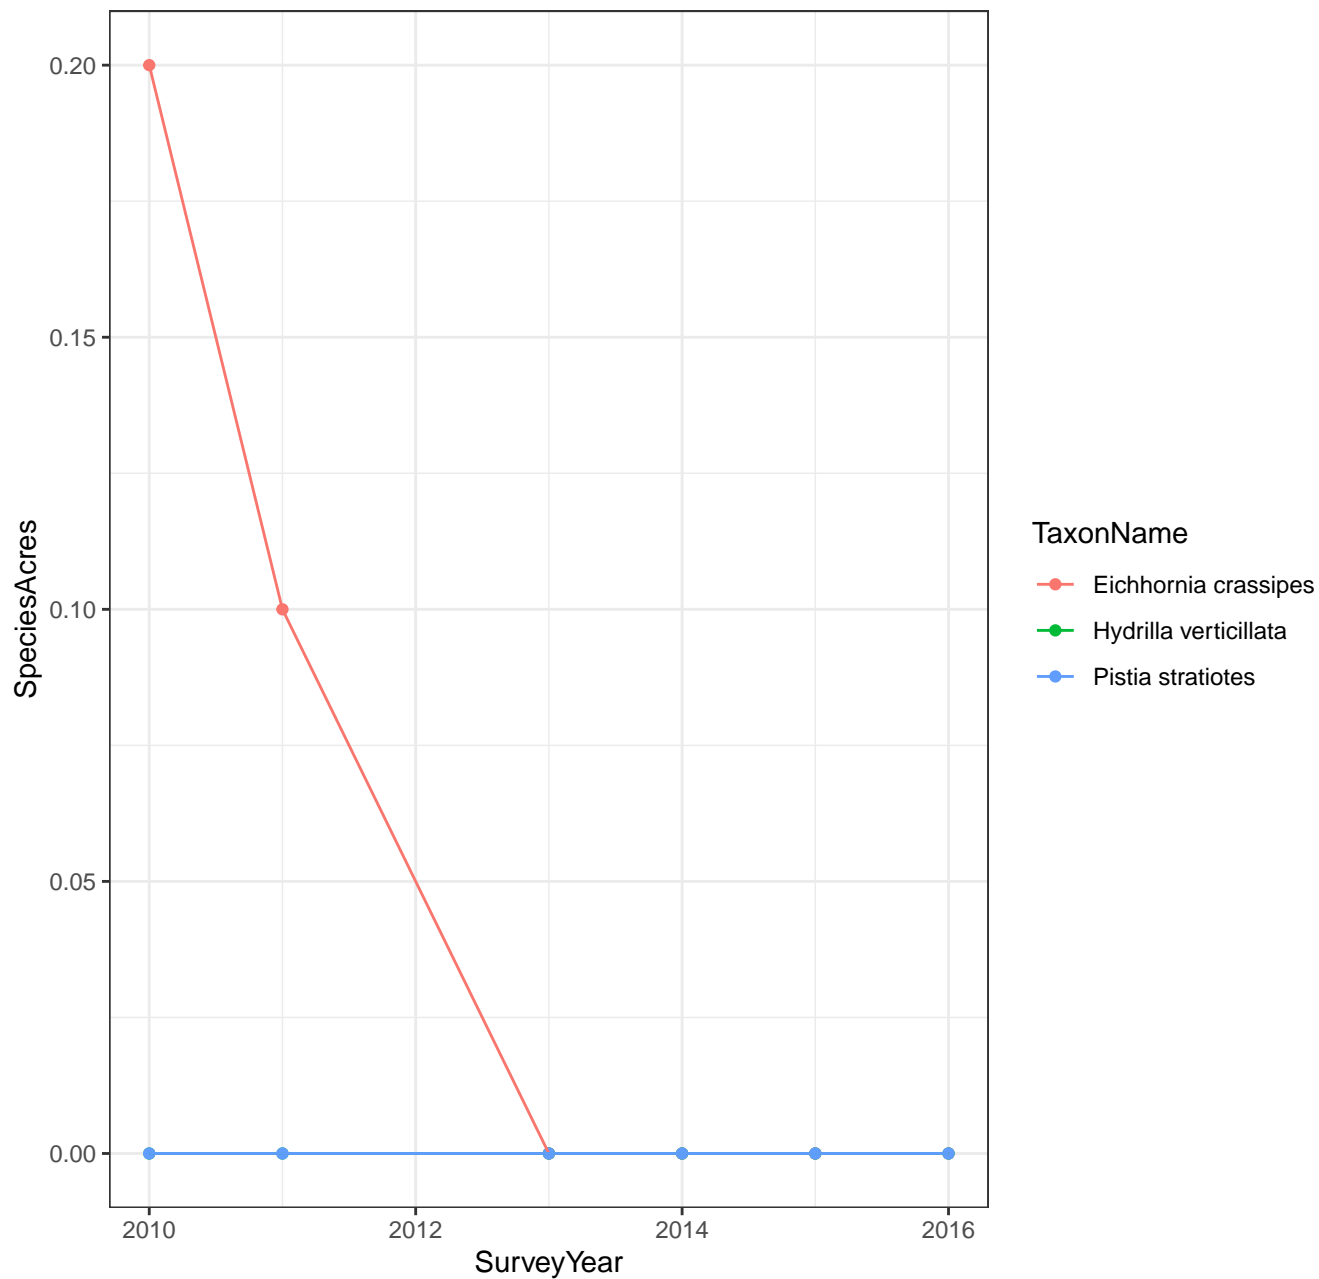 0.20
0.15
0.10
0.05
0.00
SpeciesAcres
2010
2012
2014
2016
SurveyYear
TaxonName
Eichhornia crassipes
Hydrilla verticillata
Pistia stratiotes